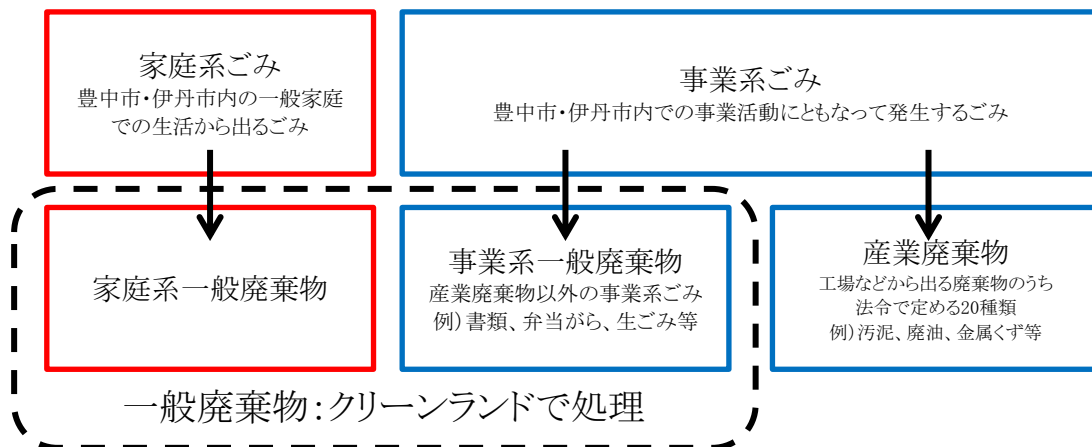 家庭系ごみ
豊中市・伊丹市内の一般家庭
での生活から出るごみ
事業系ごみ
豊中市・伊丹市内での事業活動にともなって発生するごみ
家庭系一般廃棄物
事業系一般廃棄物
産業廃棄物以外の事業系ごみ
例）書類、弁当がら、生ごみ等
産業廃棄物
工場などから出る廃棄物のうち
法令で定める20種類
例）汚泥、廃油、金属くず等
一般廃棄物：クリーンランドで処理